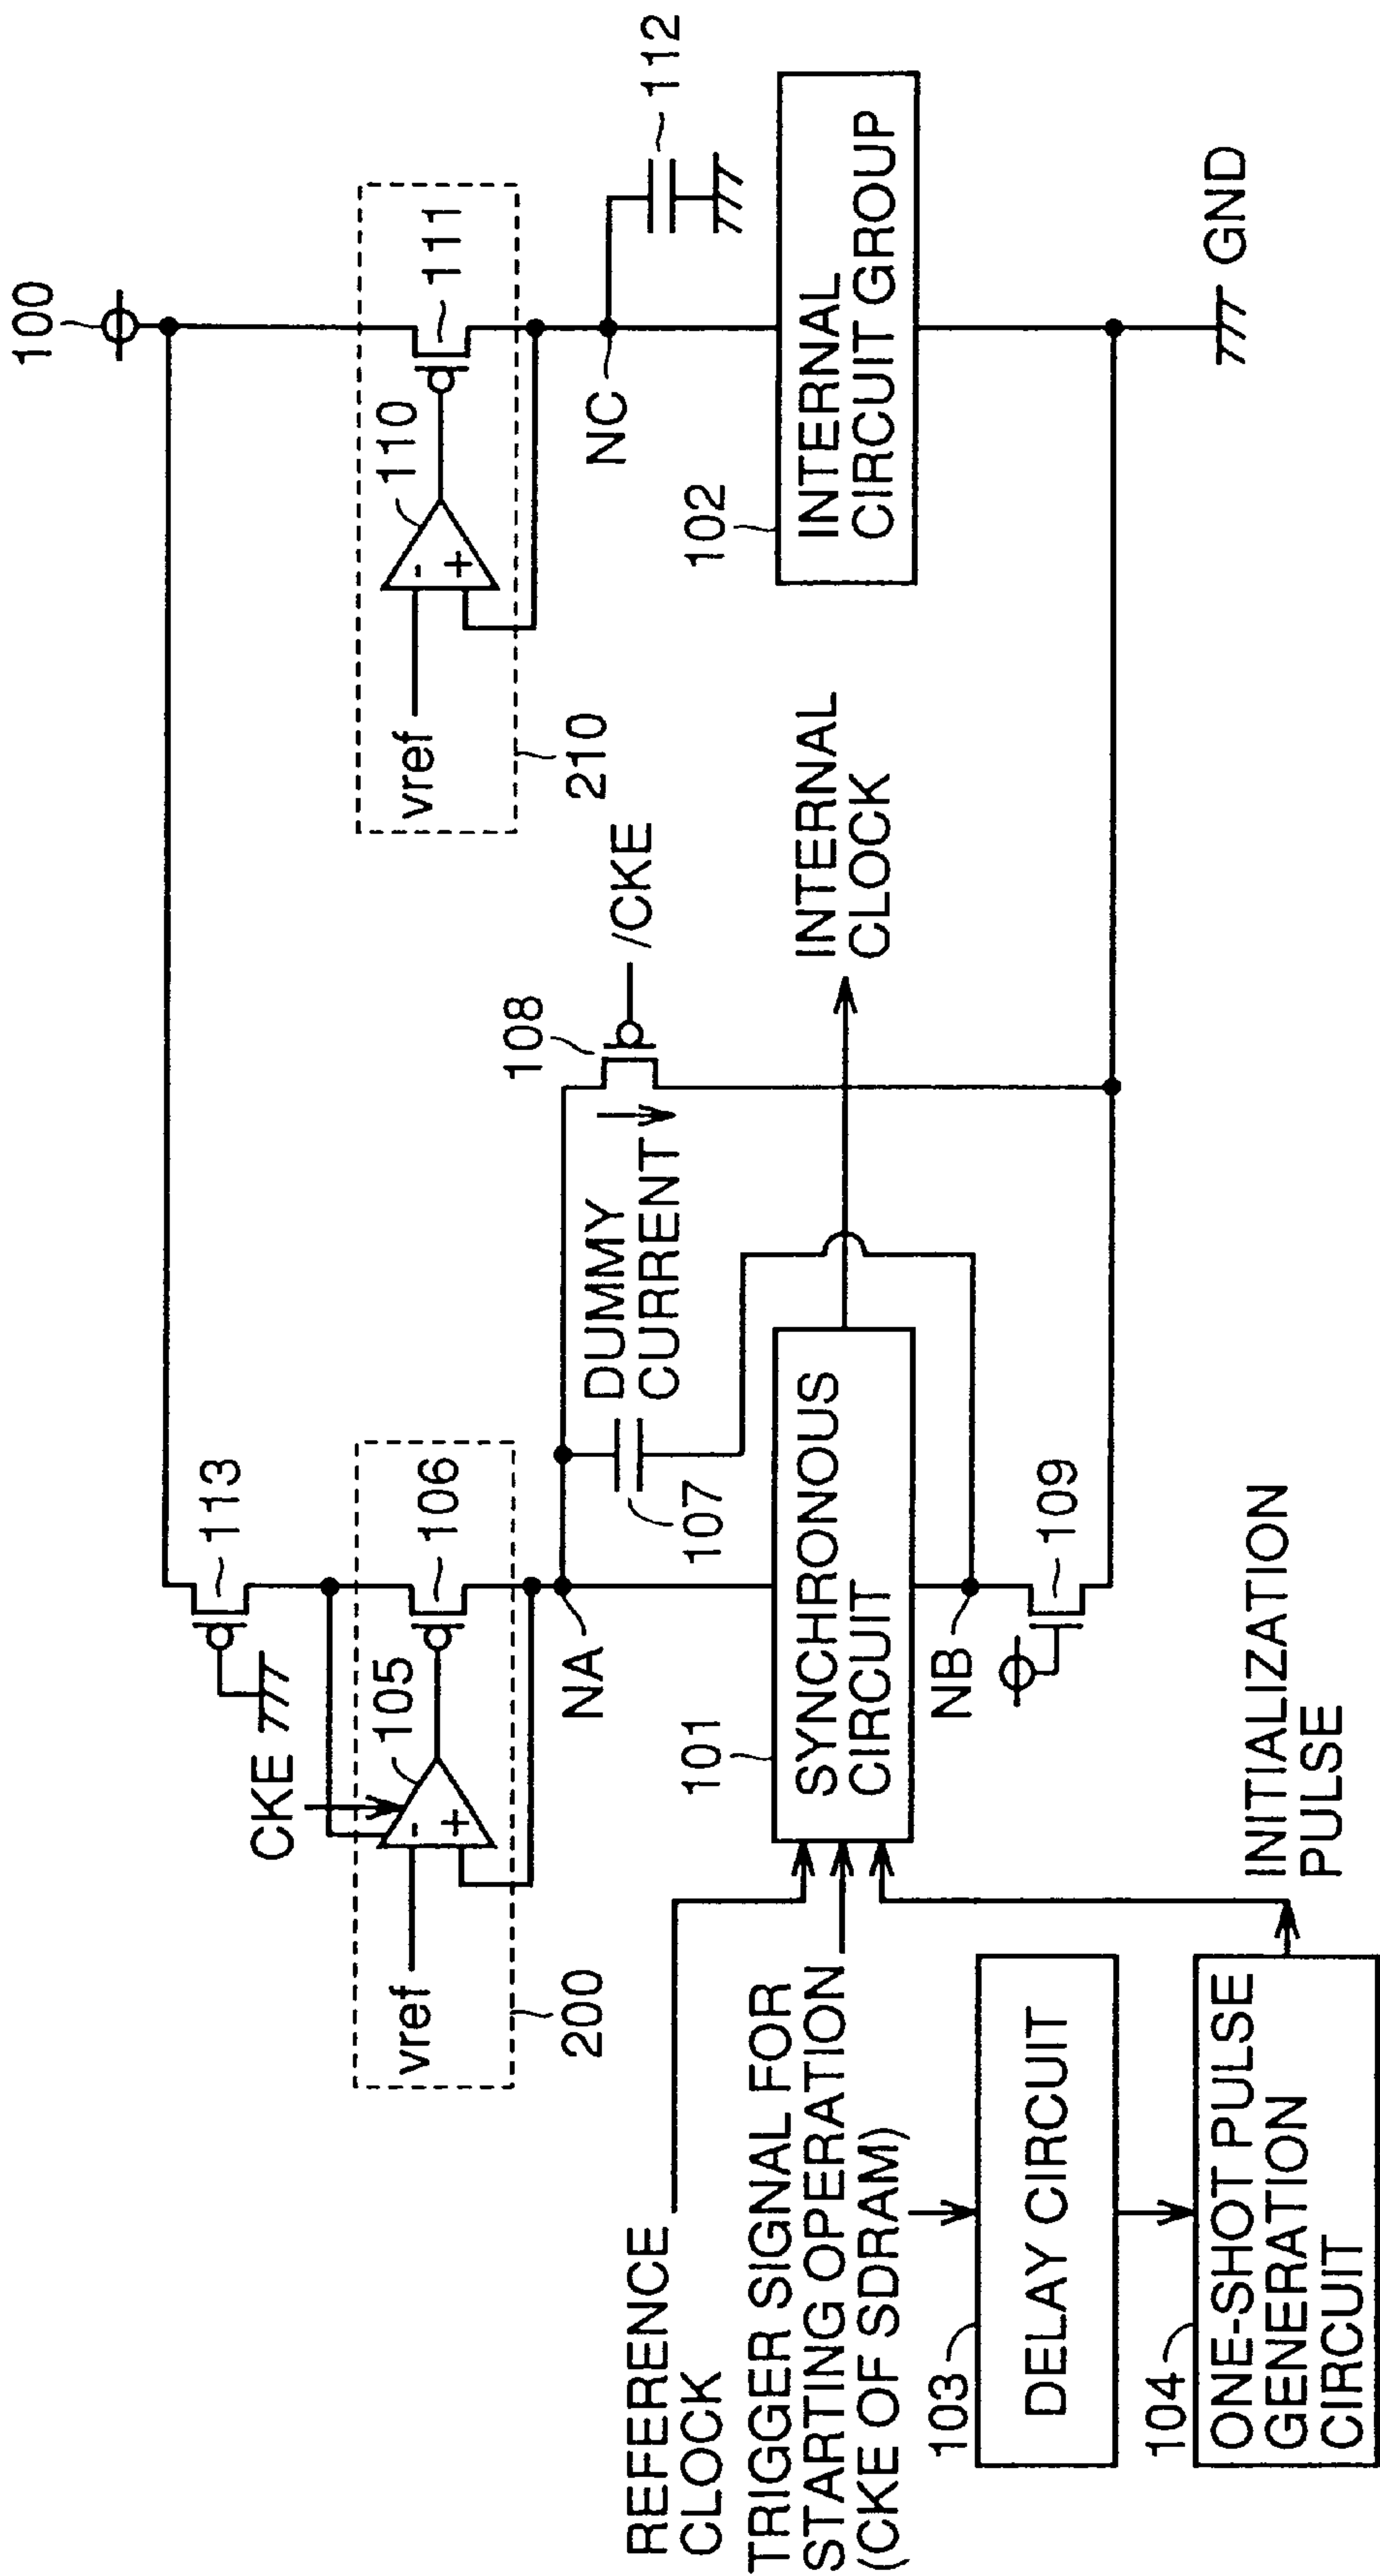 100
113
CKE
105
106
vref
200
NA
110
111
vref
210
NC
112
DUMMY
CURRENT
107
108
/CKE
101
SYNCHRONOUS
CIRCUIT
INTERNAL
CLOCK
102
INTERNAL
CIRCUIT GROUP
NB
109
GND
REFERENCE
CLOCK
TRIGGER SIGNAL FOR
STARTING OPERATION
(CKE OF SDRAM)
103
DELAY CIRCUIT
104
ONE-SHOT PULSE
GENERATION
CIRCUIT
INITIALIZATION
PULSE
-
+
-
+